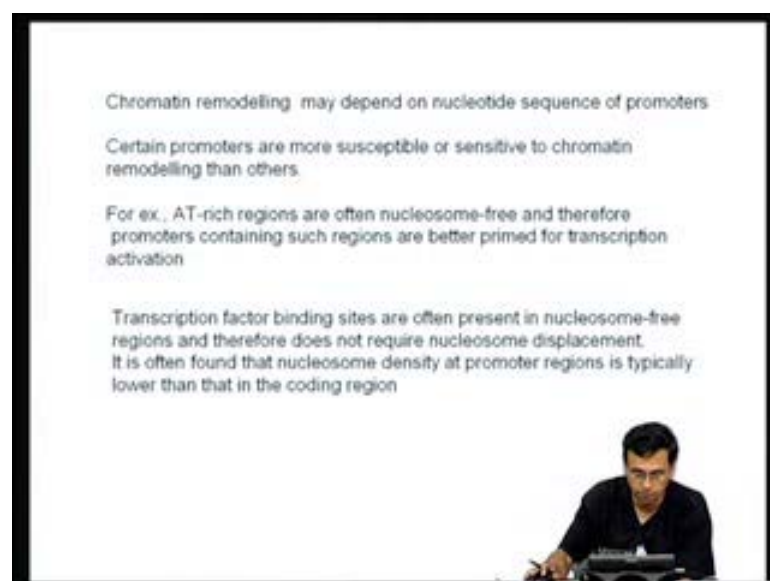 Chromatin remodelling may depend on nucleotide sequence of promoters
Certain promoters are more susceptible or sensitive to chromatin
remodelling than others.
For ex., AT-rich regions are often nucleosome-free and therefore
promoters containing such regions are better primed for transcription
activation
Transcription factor binding sites are often present in nucleosome-free
regions and therefore does not require nucleosome displacement.
It is often found that nucleosome density at promoter regions is typically
lower than that in the coding region